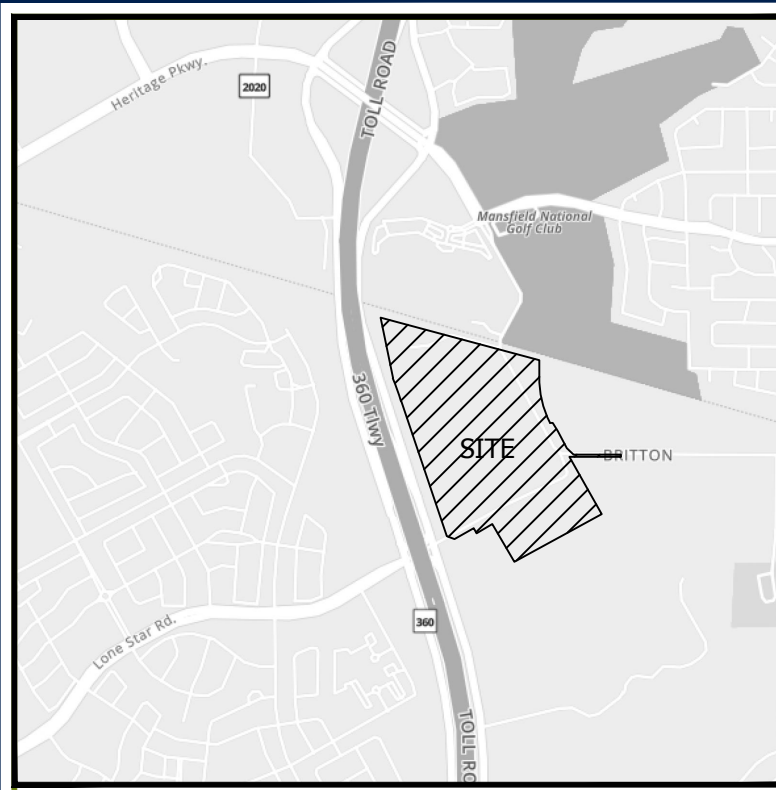 TOLL ROAD
Heritage Pkwy.
2020
Mansfield National
Golf Club
360 Tlwy
SITE
BRITTON
360
Lone Star Rd.
TOLL RO